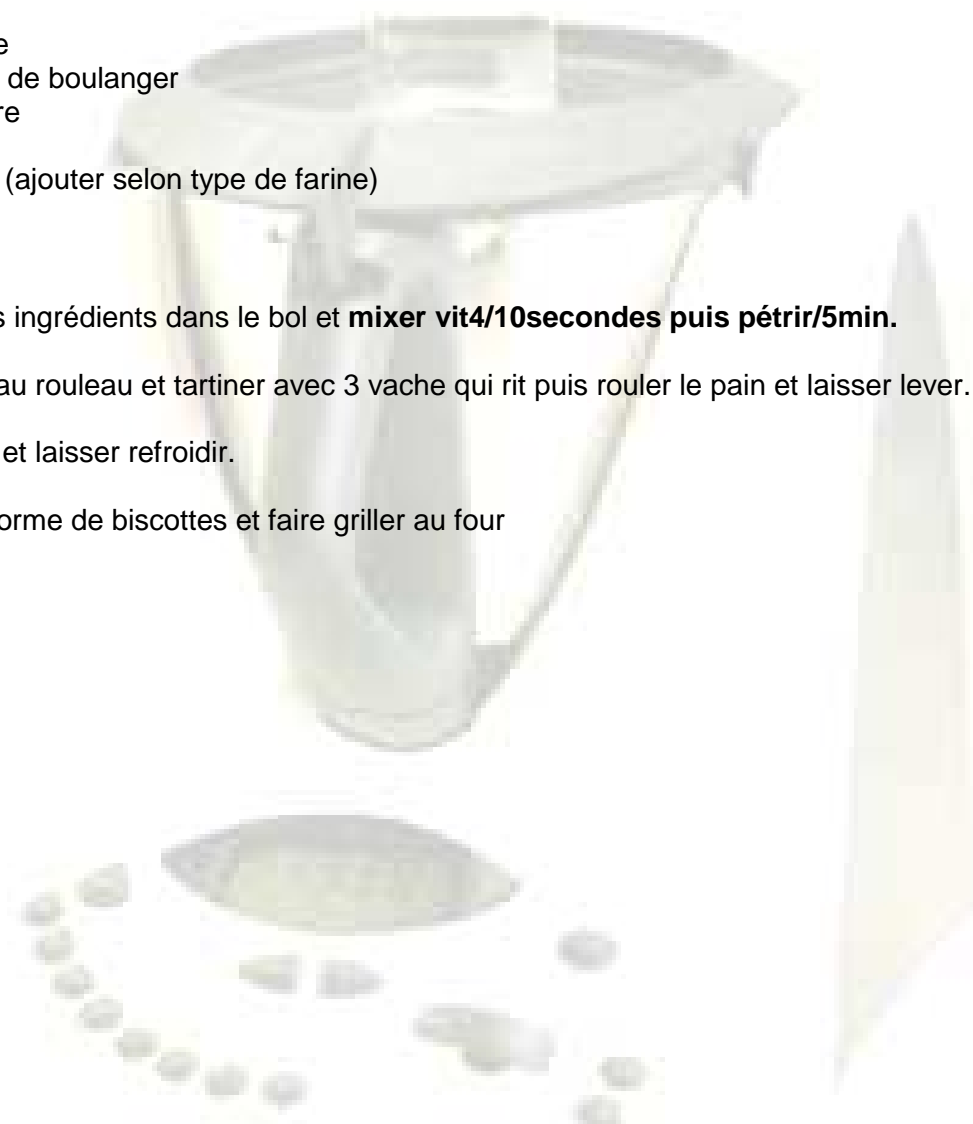 e
de boulanger
re
(ajouter selon type de farine)
s ingrédients dans le bol et mixer vit4/10secondes puis pétrir/5min.
au rouleau et tartiner avec 3 vache qui rit puis rouler le pain et laisser lever.
et laisser refroidir.
orme de biscottes et faire griller au four